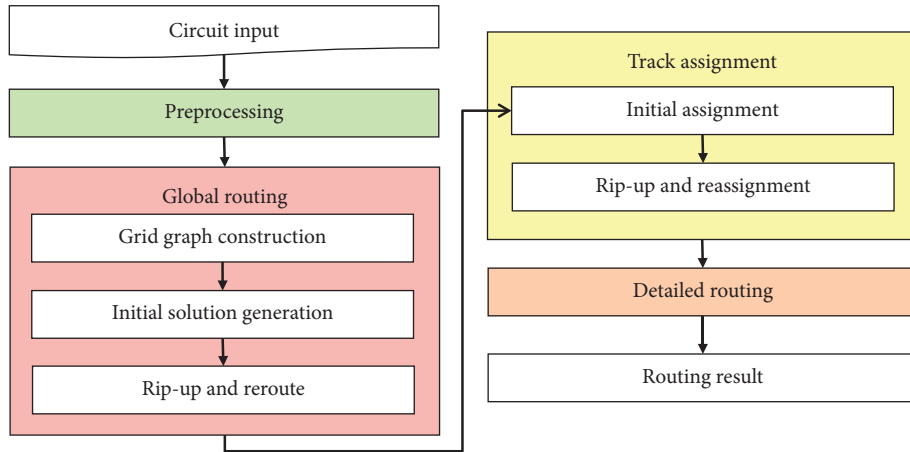 Circuit input
Preprocessing
Global routing
Grid graph construction
Initial solution generation
Rip-up and reroute
Track assignment
Initial assignment
Rip-up and reassignment
Detailed routing
Routing result